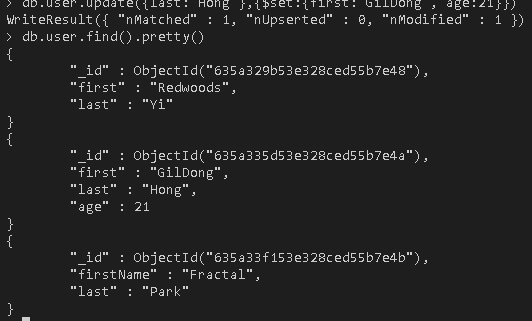 > db.user.update({last:"Hong"},{$set:{first:"GilDong", age:21}})
WriteResult({ "nMatched" : 1, "nUpserted" : 0, "nModified" : 1 })
> db.user.find().pretty()
{
        "_id" : ObjectId("635a329b53e328ced55b7e48"),
        "first" : "Redwoods",
        "last" : "Yi"
}
{
        "_id" : ObjectId("635a335d53e328ced55b7e4a"),
        "first" : "GilDong",
        "last" : "Hong",
        "age" : 21
}
{
        "_id" : ObjectId("635a33f153e328ced55b7e4b"),
        "firstName" : "Fractal",
        "last" : "Park"
}